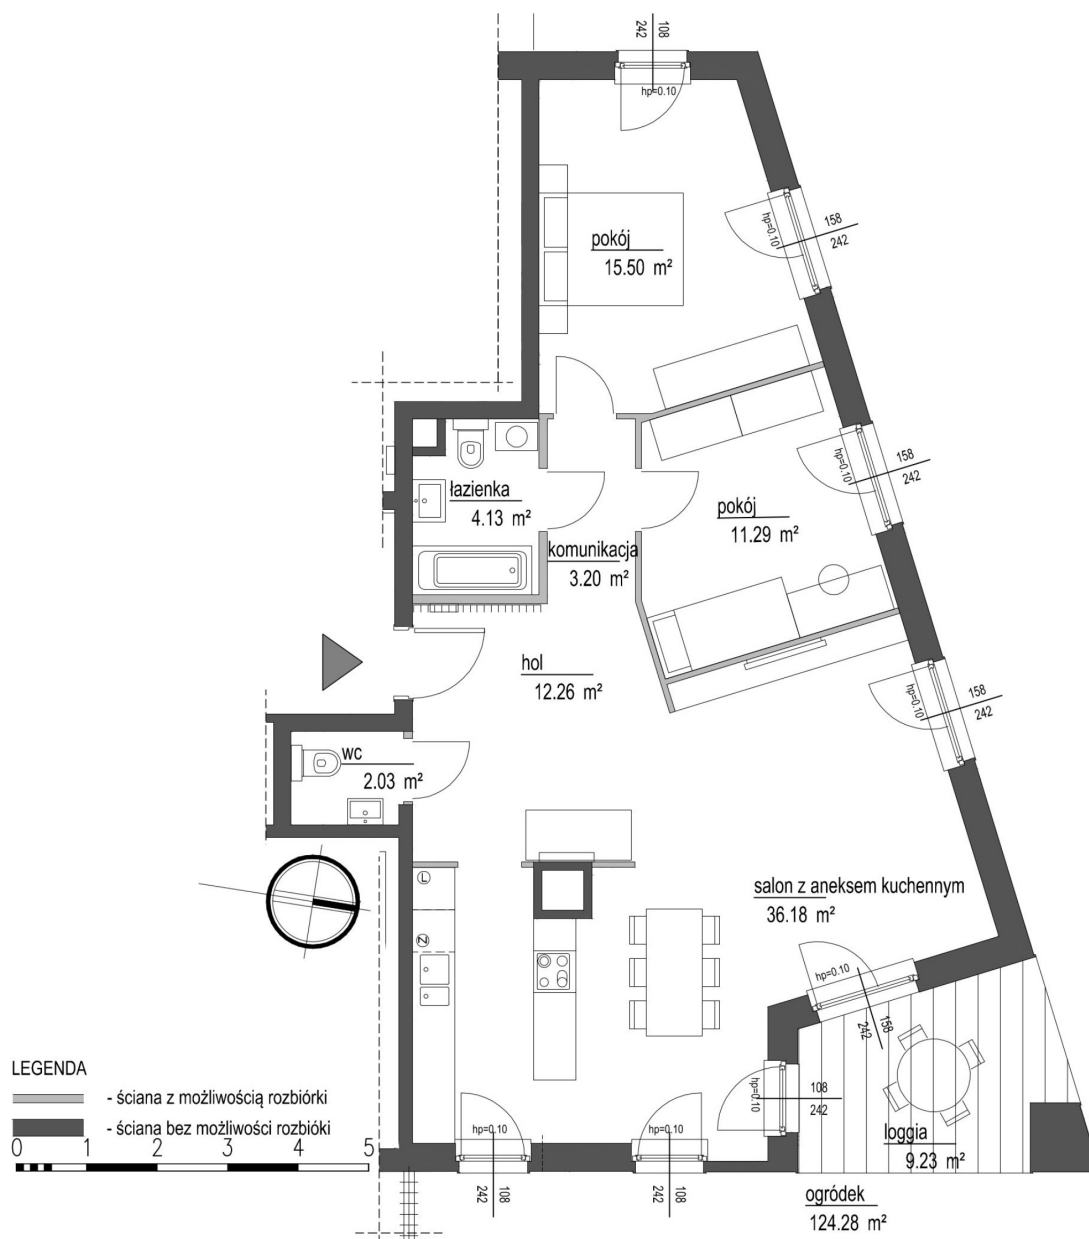 242 108
hp=0.10
pokój
15.50 m²
hp=0.10
158
242
łazienka
4.13 m²
pokój
11.29 m²
hp=0.10
158
242
komunikacja
3.20 m²
hol
12.26 m²
hp=0.10
158
242
wc
2.03 m²
L
Z
salon z aneksem kuchennym
36.18 m²
hp=0.10
242 158
LEGENDA
- ściana z możliwością rozbiórki
- ściana bez możliwości rozbióki
0 1 2 3 4 5
hp=0.10
108
242
loggia
9.23 m²
hp=0.10
242 108
hp=0.10
242 108
ogródek
124.28 m²